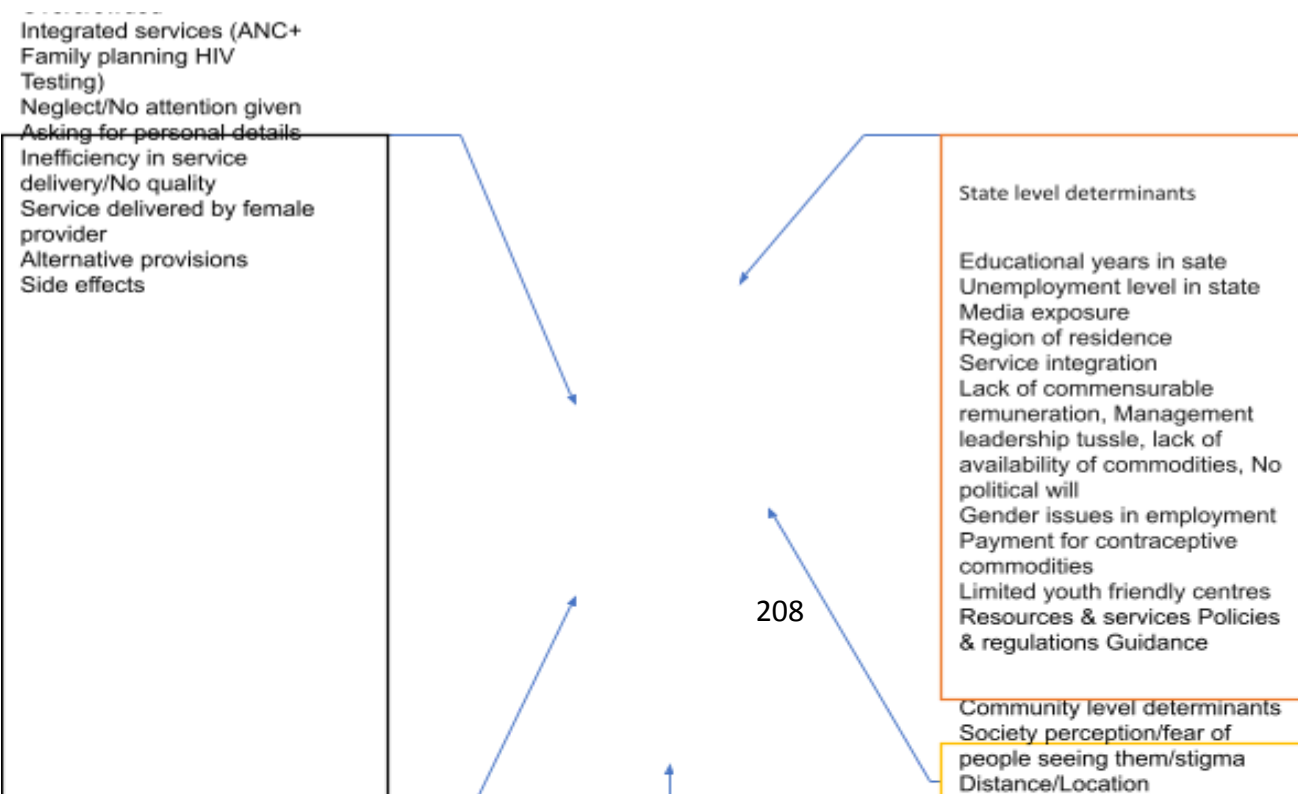 Integrated services (ANC+
Family planning HIV
Testing)
Neglect/No attention given
Asking for personal details
Inefficiency in service
delivery/No quality
Service delivered by female
provider
Alternative provisions
Side effects
State level determinants
Educational years in sate
Unemployment level in state
Media exposure
Region of residence
Service integration
Lack of commensurable
remuneration, Management
leadership tussle, lack of
availability of commodities, No
political will
Gender issues in employment
Payment for contraceptive
commodities
Limited youth friendly centres
Resources & services Policies
& regulations Guidance
208
Community level determinants
Society perception/fear of
people seeing them/stigma
Distance/Location